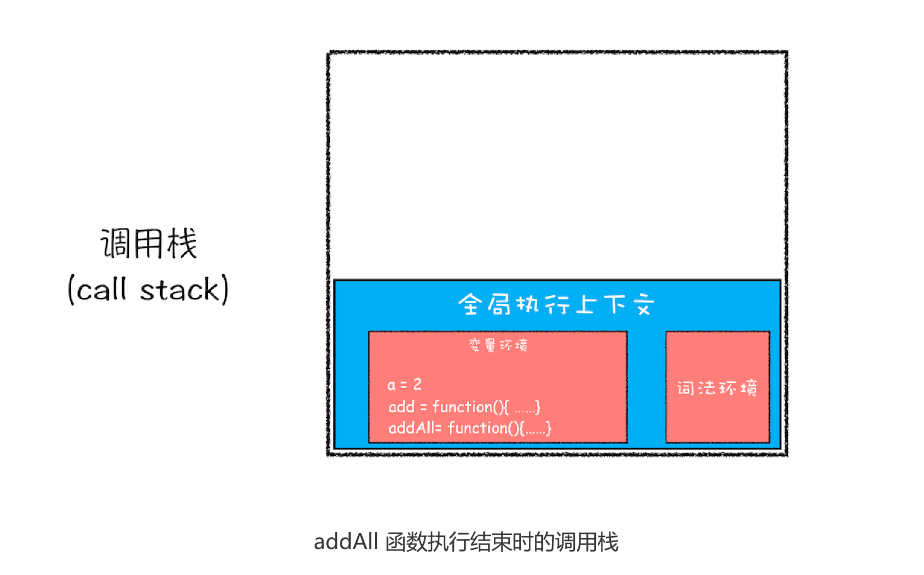 调用栈
(call stack)
全局执行上下文
变量环境
a = 2
add = function(){ ......}
addAll= function(){......}
词法环境
addAll 函数执行结束时的调用栈